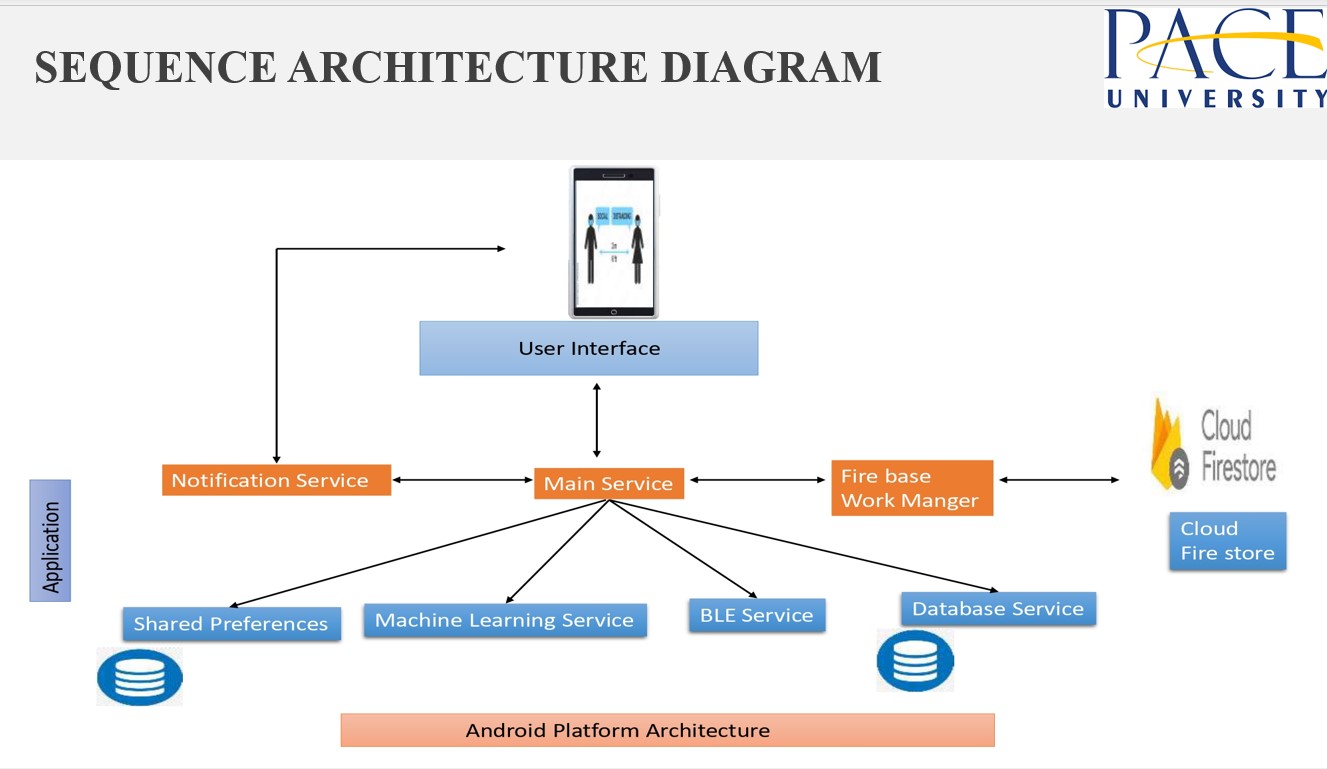 SEQUENCE ARCHITECTURE DIAGRAM
PACE
UNIVERSITY
SOCIAL DISTANCING
User Interface
Cloud
Firestore
Notification Service
Main Service
Fire base
Work Manger
Application
Cloud
Fire store
Shared Preferences
Machine Learning Service
BLE Service
Database Service
Android Platform Architecture